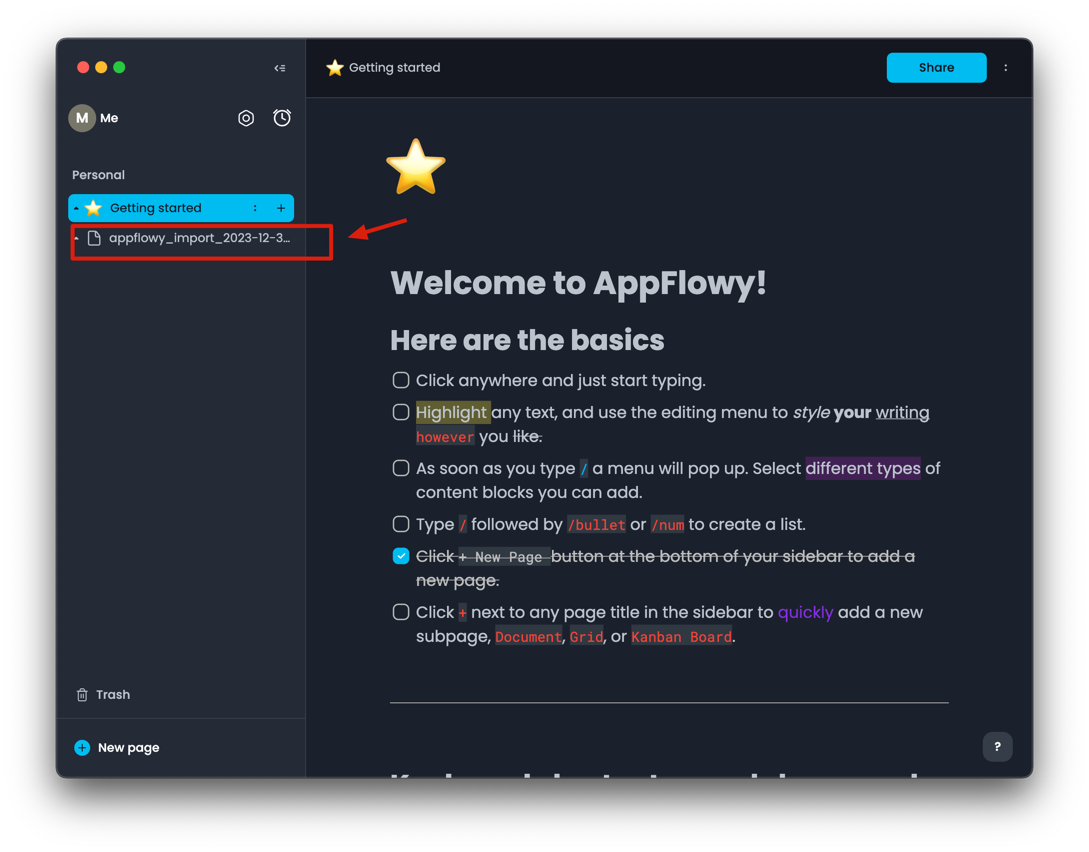 Getting started
Share
M Me
Personal
Getting started
appflowy_import_2023-12-3...
Welcome to AppFlowy!
Here are the basics
Click anywhere and just start typing.
Highlight any text, and use the editing menu to style your writing
however you like.
As soon as you type / a menu will pop up. Select different types of
content blocks you can add.
Type / followed by /bullet or /num to create a list.
Click + New Page button at the bottom of your sidebar to add a
new page.
Click + next to any page title in the sidebar to quickly add a new
subpage, Document, Grid, or Kanban Board.
Trash
New page
?